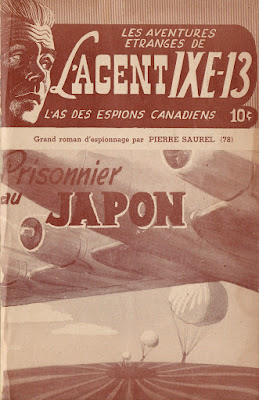 LES AVENTURES
ETRANGES DE
L'AGENT IXE-13
L'AS DES ESPIONS CANADIENS
10¢
Grand roman d'espionnage par PIERRE SAUREL (78)
Prisonnier
au
JAPON